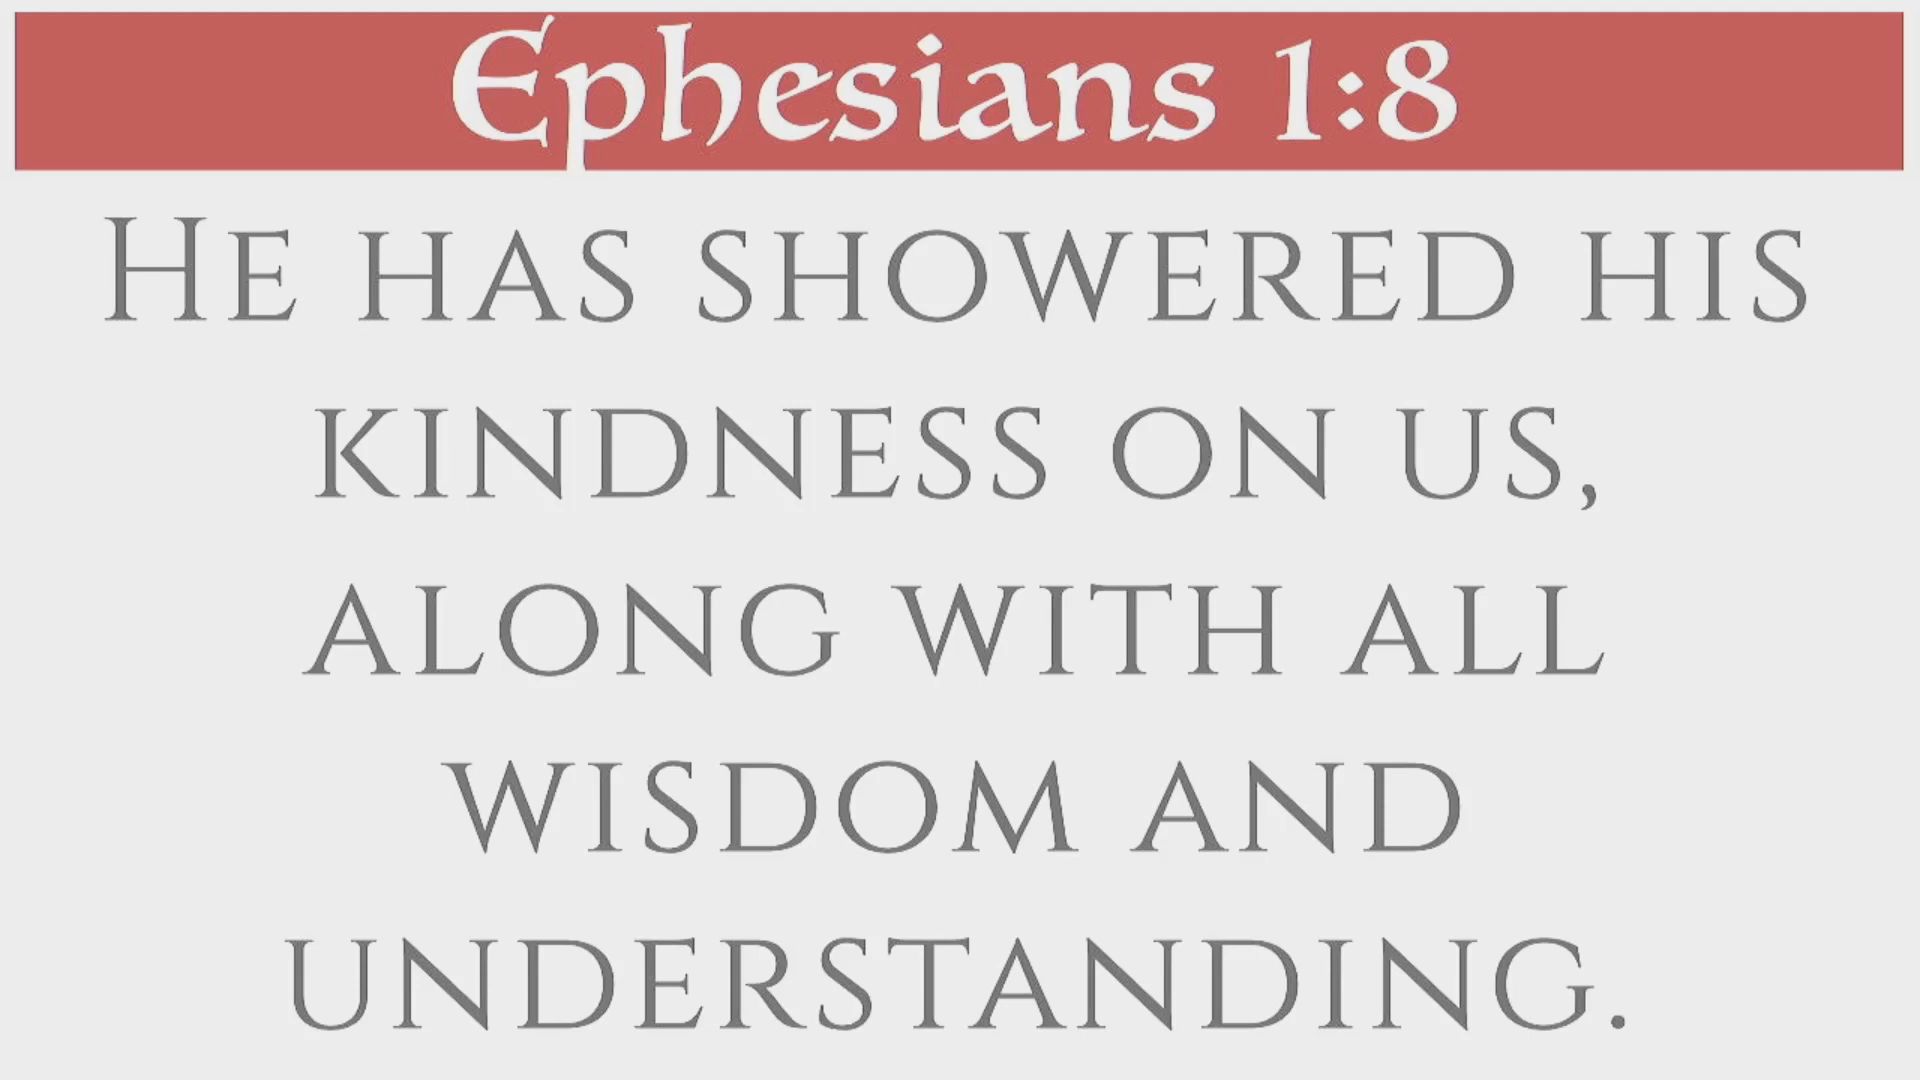 Ephesians 1:8
He has showered his
kindness on us,
along with all
wisdom and
understanding.